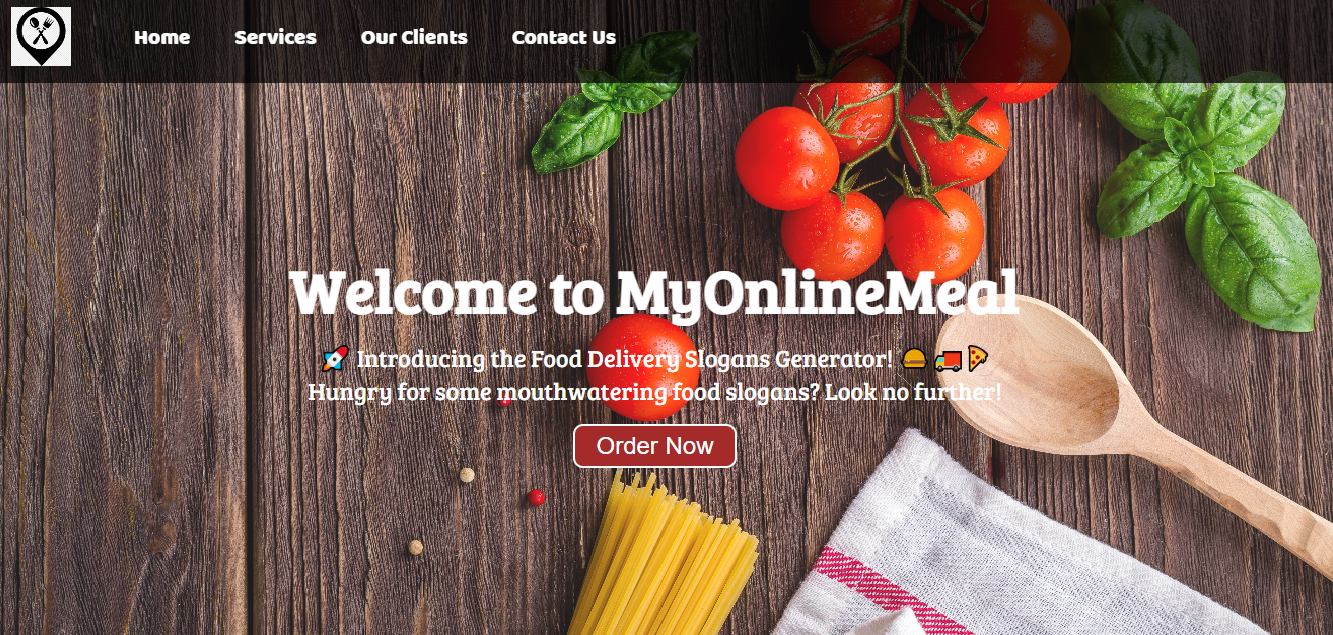 Home Services Our Clients Contact Us
Welcome to MyOnlineMeal
🚀 Introducing the Food Delivery Slogans Generator! 🍔 🚚 🍕
Hungry for some mouthwatering food slogans? Look no further!
Order Now